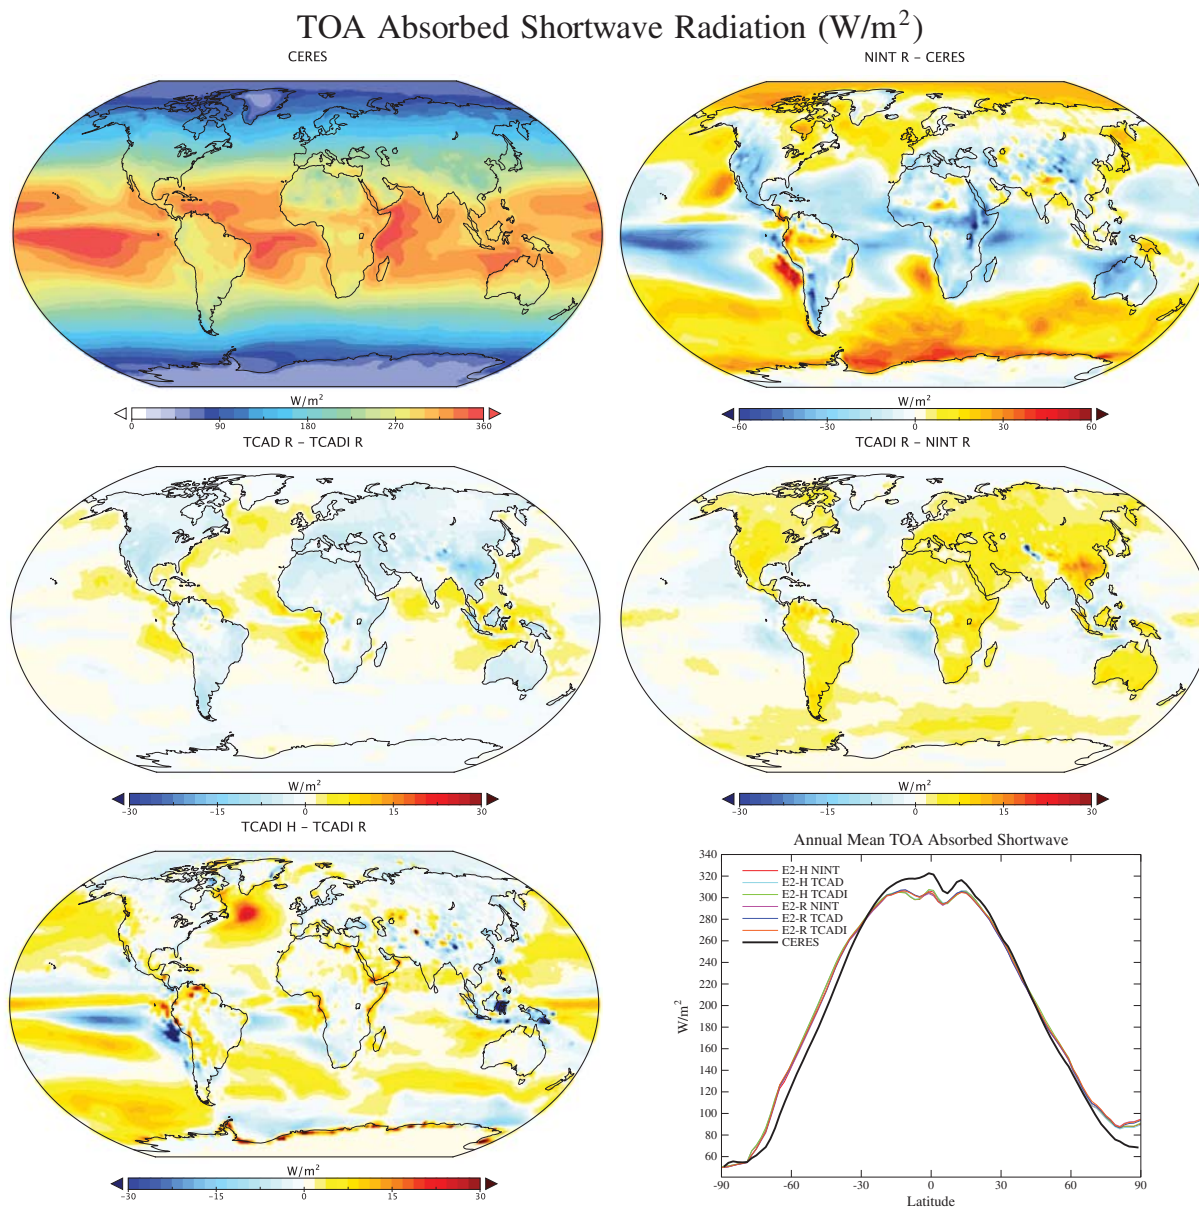 TOA Absorbed Shortwave Radiation (W/m²)
CERES
NINT R – CERES
W/m²
0 90 180 270 360
W/m²
−60 −30 0 30 60
TCAD R – TCADI R
TCADI R – NINT R
W/m²
−30 −15 0 15 30
W/m²
−30 −15 0 15 30
TCADI H – TCADI R
W/m²
−30 −15 0 15 30
Annual Mean TOA Absorbed Shortwave
340
320
300
280
260
240
220
200
180
160
140
120
100
80
60
W/m²
E2-H NINT
E2-H TCAD
E2-H TCADI
E2-R NINT
E2-R TCAD
E2-R TCADI
CERES
-90 -60 -30 0 30 60 90
Latitude